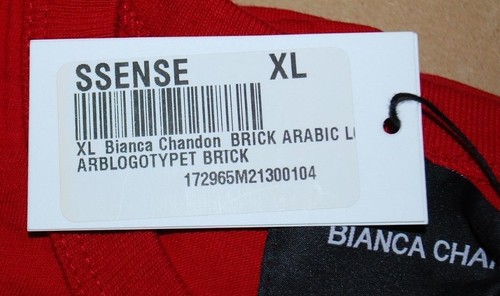 SSENSE XL
XL Bianca Chandon BRICK ARABIC
ARBLOGOTYPET BRICK
172965M21300104
BIANCA